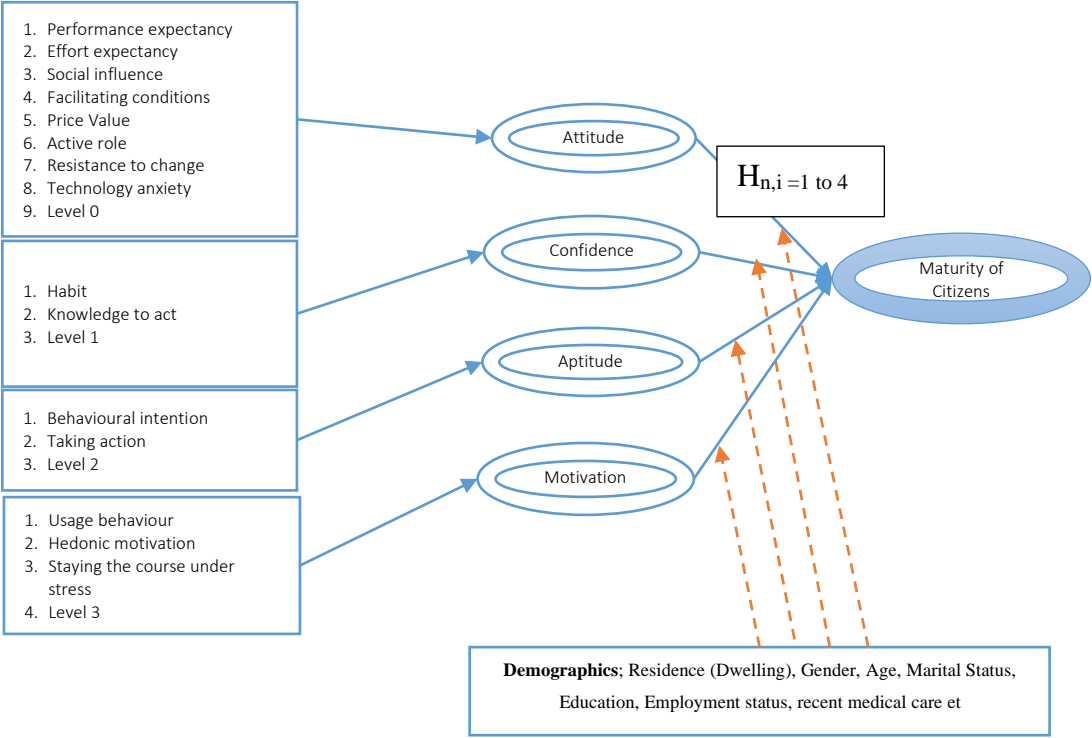 1. Performance expectancy
2. Effort expectancy
3. Social influence
4. Facilitating conditions
5. Price Value
6. Active role
7. Resistance to change
8. Technology anxiety
9. Level 0
1. Habit
2. Knowledge to act
3. Level 1
1. Behavioural intention
2. Taking action
3. Level 2
1. Usage behaviour
2. Hedonic motivation
3. Staying the course under
stress
4. Level 3
Attitude
Confidence
Aptitude
Motivation
Hn,i =1 to 4
Maturity of
Citizens
Demographics; Residence (Dwelling), Gender, Age, Marital Status,
Education, Employment status, recent medical care et